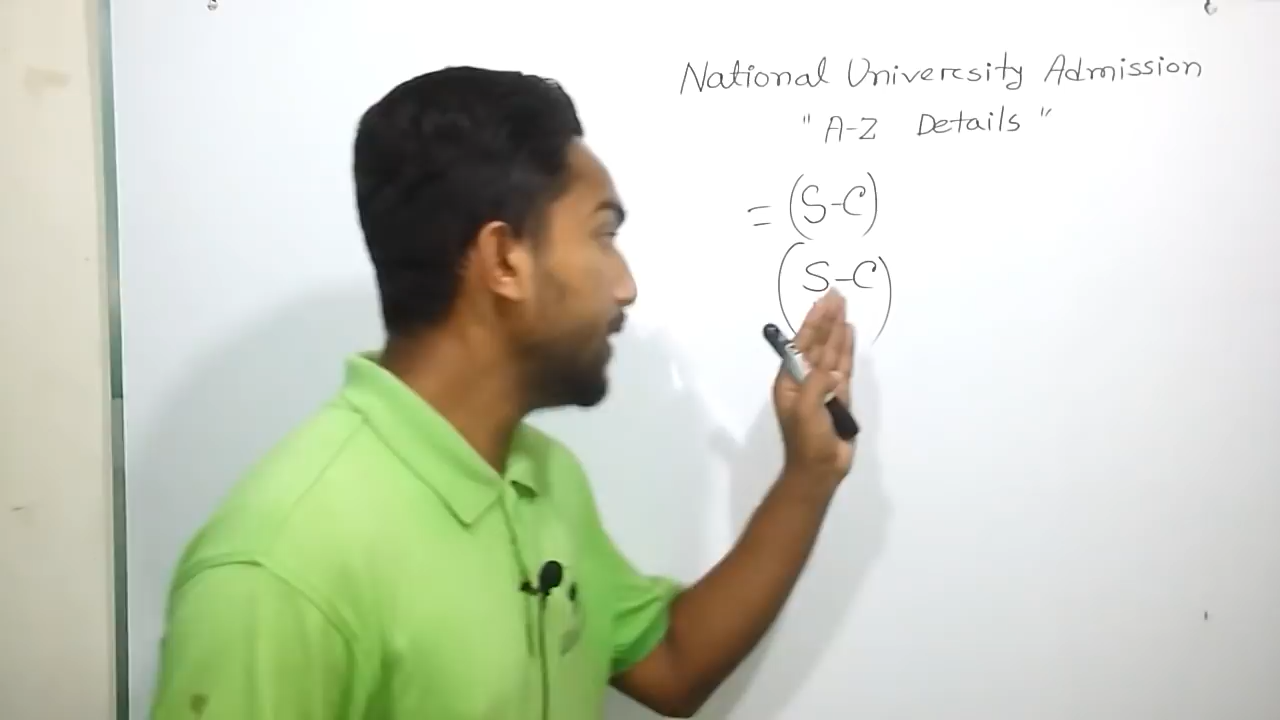 National University Admission
" A-Z Details "
= (S-C)
(S-C)